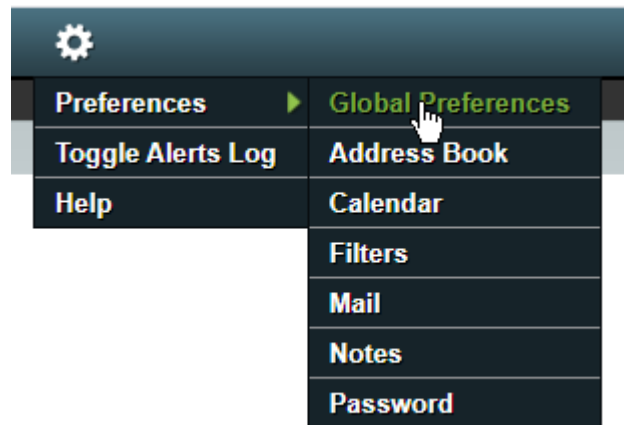 Preferences
Toggle Alerts Log
Help
Global Preferences
Address Book
Calendar
Filters
Mail
Notes
Password